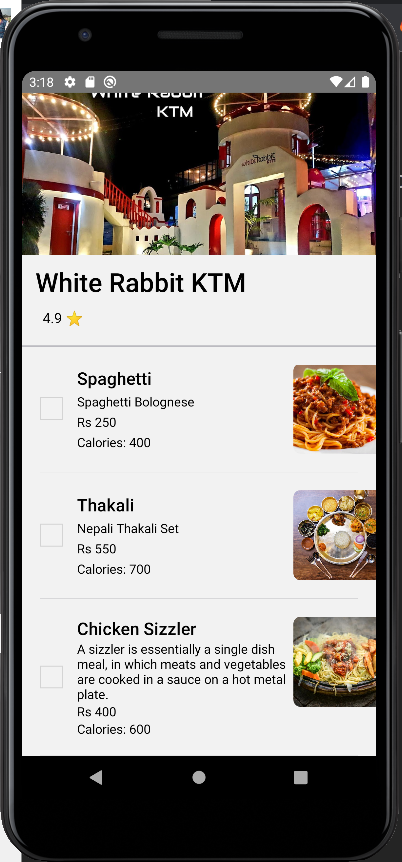 3:18
White Rabbit
KTM
White Rabbit
White Rabbit KTM
4.9
Spaghetti
Spaghetti Bolognese
Rs 250
Calories: 400
Thakali
Nepali Thakali Set
Rs 550
Calories: 700
Chicken Sizzler
A sizzler is essentially a single dish
meal, in which meats and vegetables
are cooked in a sauce on a hot metal
plate.
Rs 400
Calories: 600